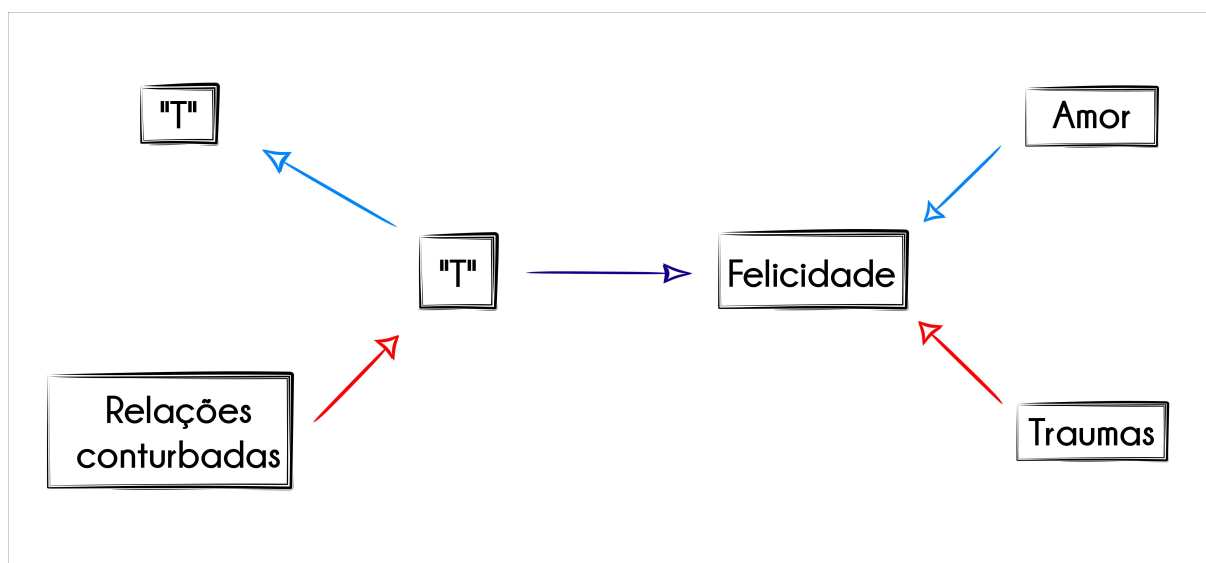 "T"
Amor
"T"
Felicidade
Relações
conturbadas
Traumas